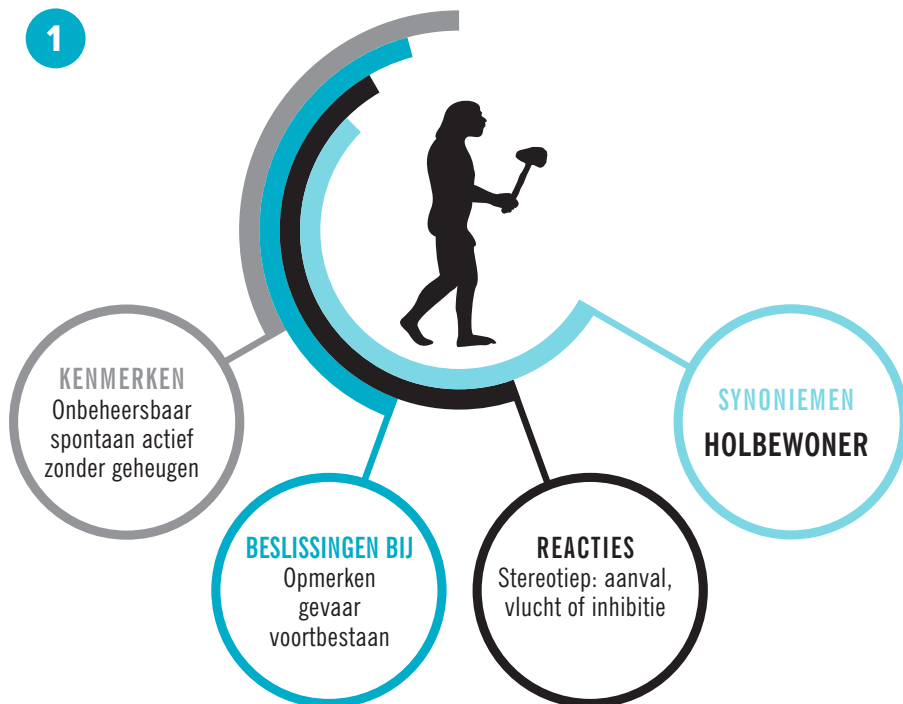 1
KENMERKEN
Onbeheersbaar
spontaan actief
zonder geheugen
BESLISSINGEN BIJ
Opmerken
gevaar
voortbestaan
REACTIES
Stereotiep: aanval,
vlucht of inhibitie
SYNONIEMEN
HOLBEWONER